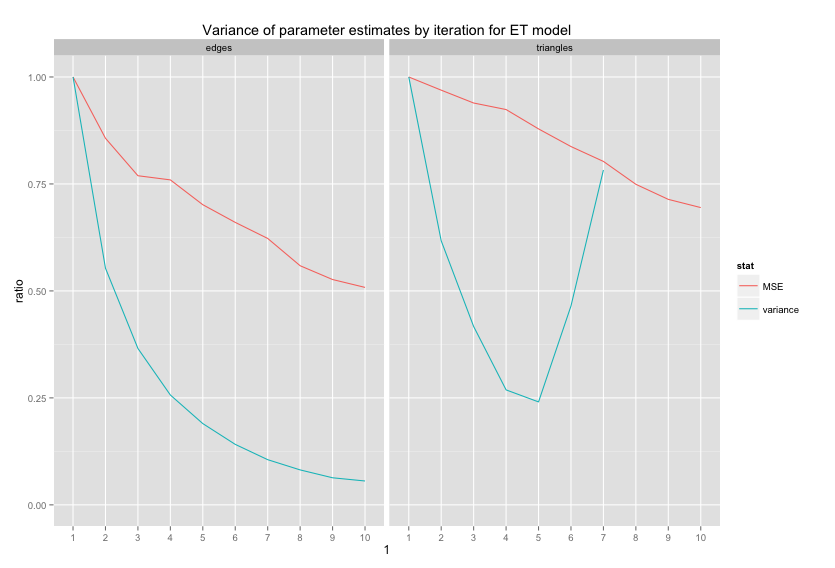 Variance of parameter estimates by iteration for ET model
edges
triangles
ratio
1.00
0.75
0.50
0.25
0.00
1 2 3 4 5 6 7 8 9 10
1 2 3 4 5 6 7 8 9 10
1
stat
MSE
variance